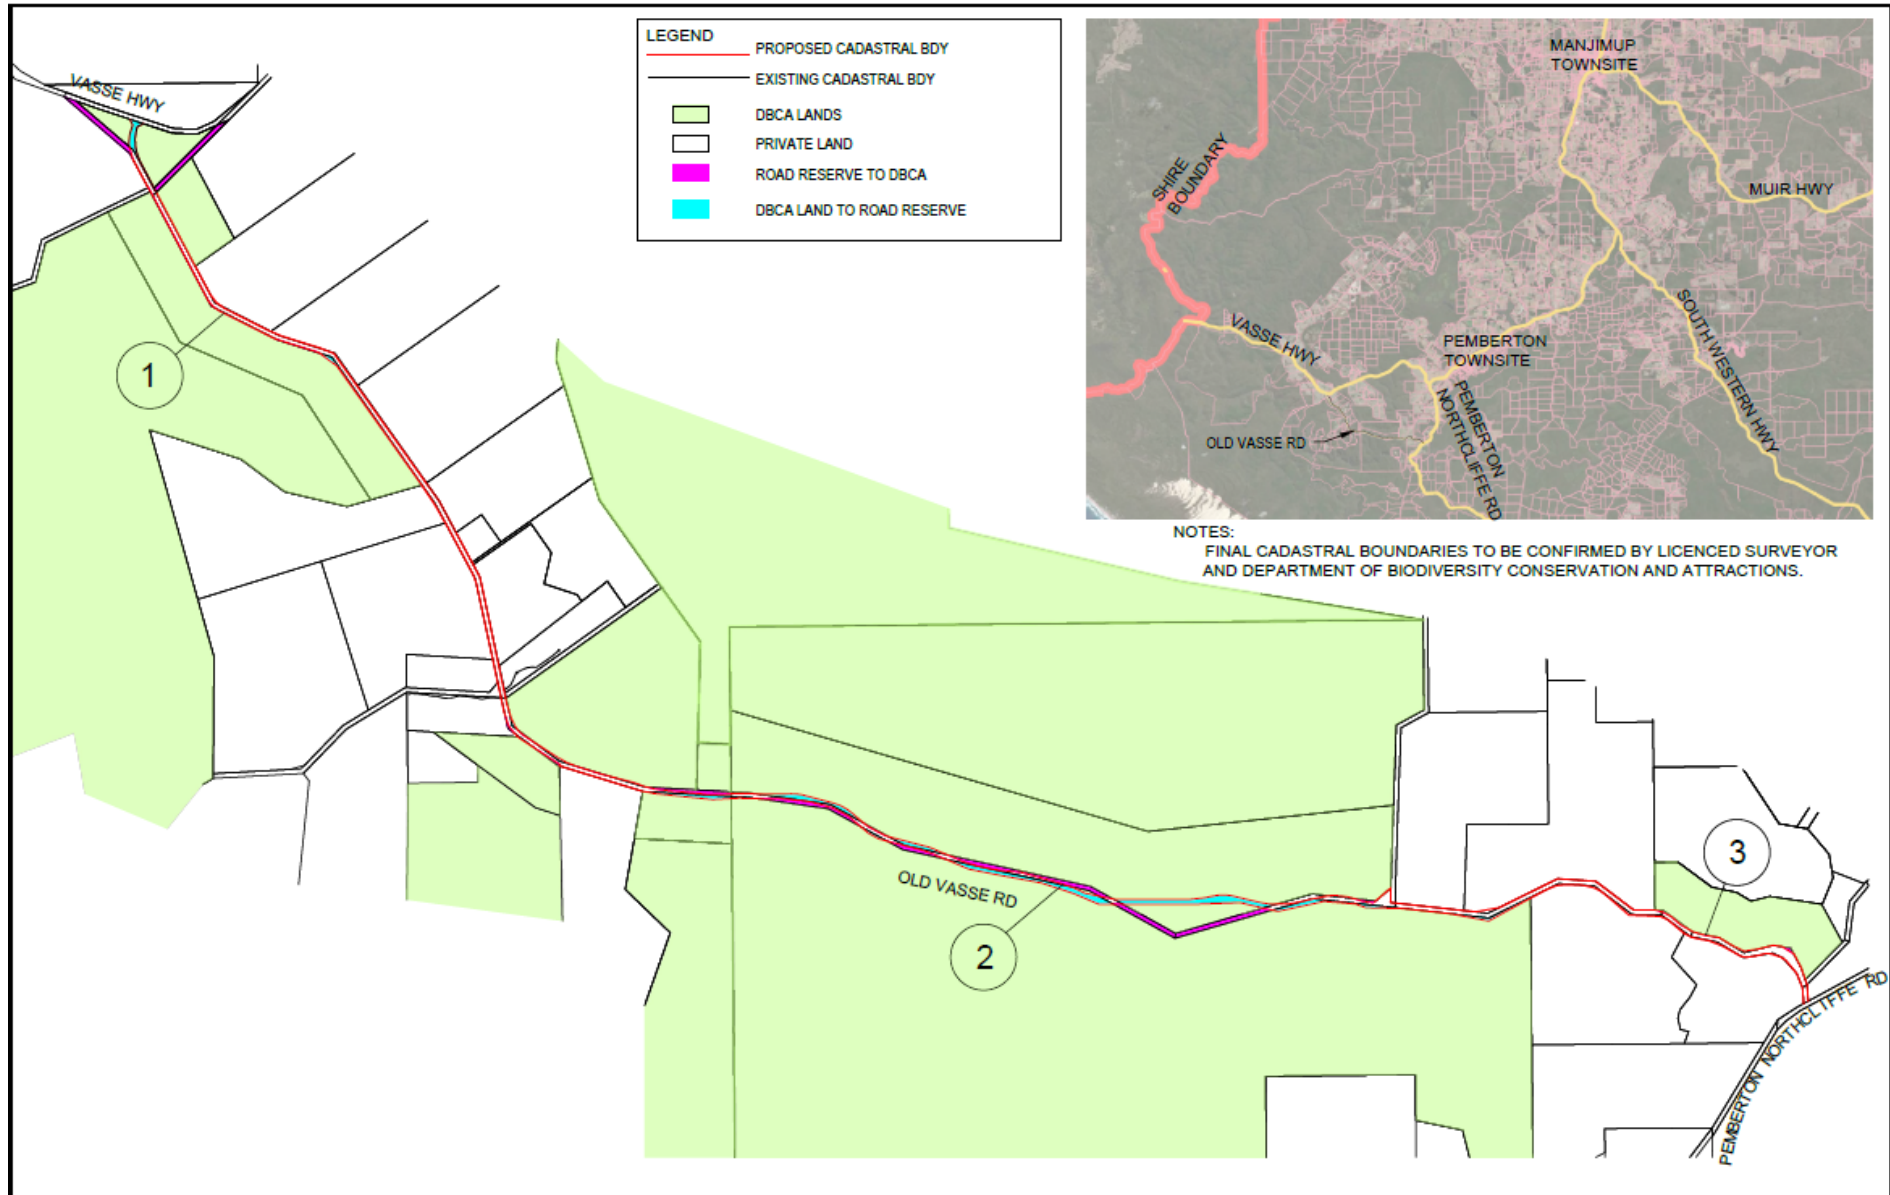 LEGEND
PROPOSED CADASTRAL BDY
EXISTING CADASTRAL BDY
DBCA LANDS
PRIVATE LAND
ROAD RESERVE TO DBCA
DBCA LAND TO ROAD RESERVE
VASSE HWY
MANJIMUP
TOWNSITE
SHIRE
BOUNDARY
MUIR HWY
VASSE HWY
PEMBERTON
TOWNSITE
SOUTH WESTERN HWY
PEMBERTON
NORTHCLIFFE RD
OLD VASSE RD
NOTES:
FINAL CADASTRAL BOUNDARIES TO BE CONFIRMED BY LICENCED SURVEYOR
AND DEPARTMENT OF BIODIVERSITY CONSERVATION AND ATTRACTIONS.
1
OLD VASSE RD
2
3
PEMBERTON NORTHCLIFFE RD